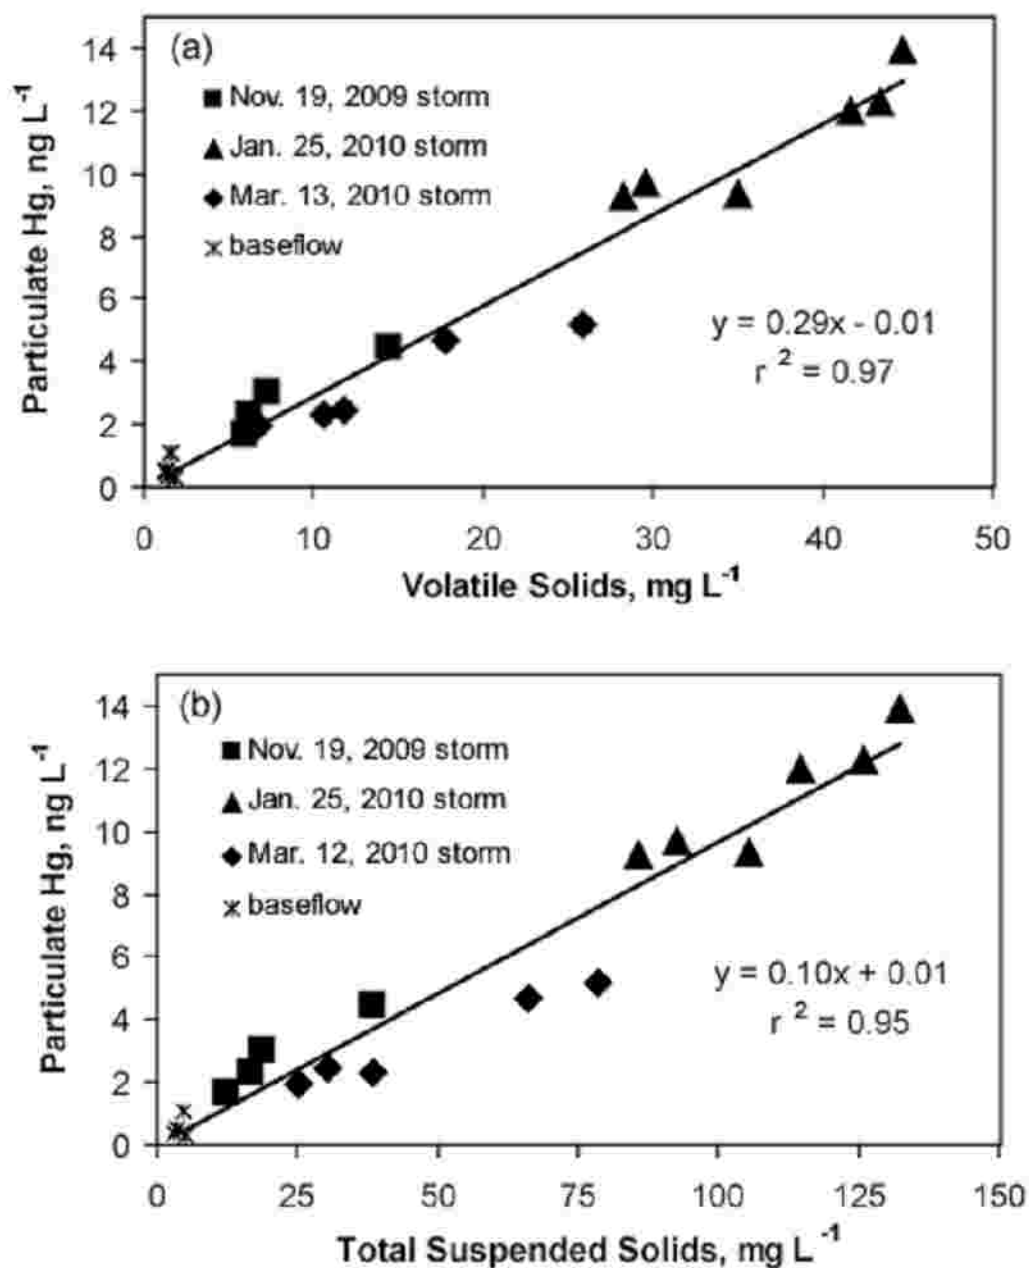 (a)
Nov. 19, 2009 storm
Jan. 25, 2010 storm
Mar. 13, 2010 storm
baseflow
y = 0.29x - 0.01
r ² = 0.97
14
12
10
8
6
4
2
0
Particulate Hg, ng L⁻¹
0 10 20 30 40 50
Volatile Solids, mg L⁻¹
(b)
Nov. 19, 2009 storm
Jan. 25, 2010 storm
Mar. 12, 2010 storm
baseflow
y = 0.10x + 0.01
r ² = 0.95
14
12
10
8
6
4
2
0
Particulate Hg, ng L⁻¹
0 25 50 75 100 125 150
Total Suspended Solids, mg L⁻¹